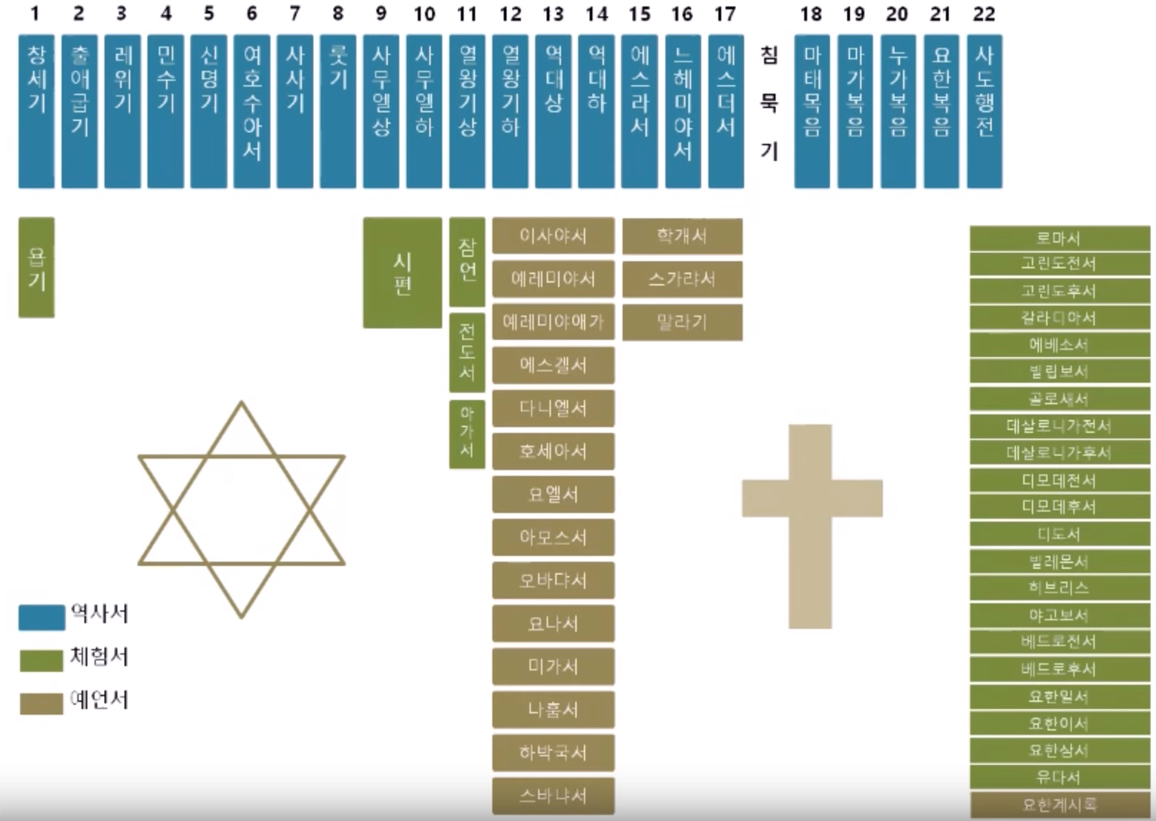 1 2 3 4 5 6 7 8 9 10 11 12 13 14 15 16 17 18 19 20 21 22
창세기
출애굽기
레위기
민수기
신명기
여호수아서
사사기
룻기
사무엘상
사무엘하
열왕기상
열왕기하
역대상
역대하
에스라서
느헤미야서
에스더서
침묵기
마태목음
마가복음
누가복음
요한복음
사도행전
욥기
시편
잠언
전도서
아가서
이사야서
예레미야서
예레미야애가
에스겔서
다니엘서
호세아서
요엘서
아모스서
오바댜서
요나서
미가서
나훔서
하박국서
스바냐서
학개서
스가랴서
말라기
로마서
고린도전서
고린도후서
갈라디아서
에베소서
빌립보서
골로새서
데살로니가전서
데살로니가후서
디모데전서
디모데후서
디도서
빌레몬서
히브리스
야고보서
베드로전서
베드로후서
요한일서
요한이서
요한삼서
유다서
요한계시록
역사서
체험서
예언서